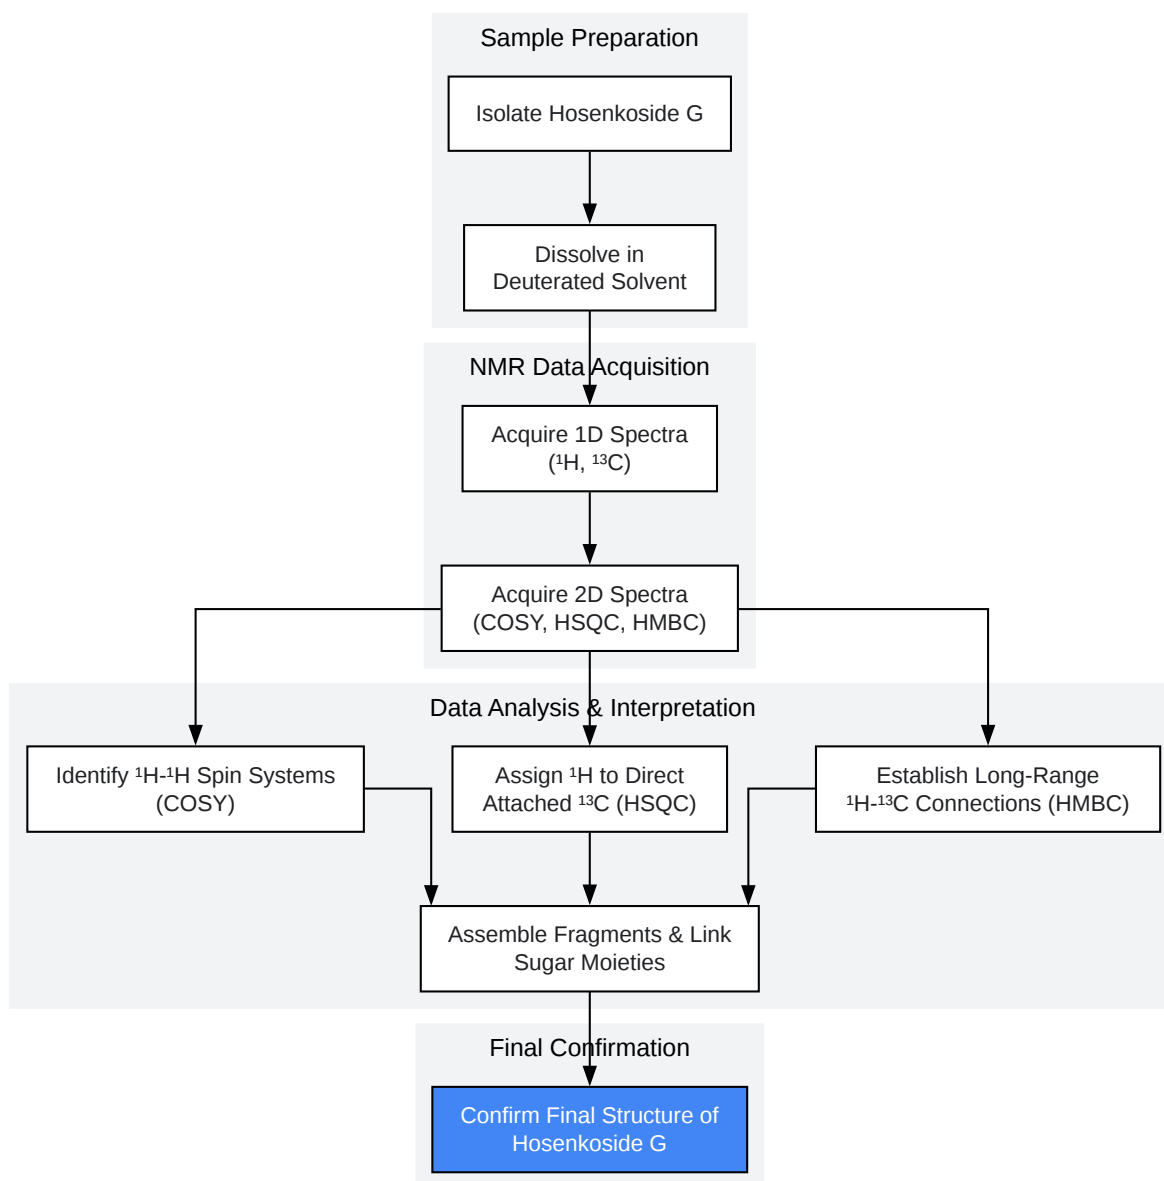 Sample Preparation
Isolate Hosenkoside G
Dissolve in
Deuterated Solvent
NMR Data Acquisition
Acquire 1D Spectra
(¹H, ¹³C)
Acquire 2D Spectra
(COSY, HSQC, HMBC)
Data Analysis & Interpretation
Identify ¹H-¹H Spin Systems
(COSY)
Assign ¹H to Direct
Attached ¹³C (HSQC)
Establish Long-Range
¹H-¹³C Connections (HMBC)
Assemble Fragments & Link
Sugar Moieties
Final Confirmation
Confirm Final Structure of
Hosenkoside G